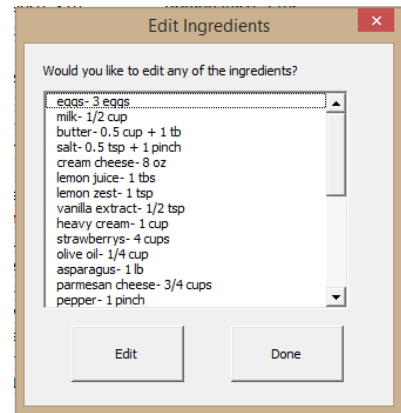 Edit Ingredients
Would you like to edit any of the ingredients?
eggs- 3 eggs
milk- 1/2 cup
butter- 0.5 cup + 1 tb
salt- 0.5 tsp + 1 pinch
cream cheese- 8 oz
lemon juice- 1 tbs
lemon zest- 1 tsp
vanilla extract- 1/2 tsp
heavy cream- 1 cup
strawberrys- 4 cups
olive oil- 1/4 cup
asparagus- 1 lb
parmesan cheese- 3/4 cups
pepper- 1 pinch
Edit
Done